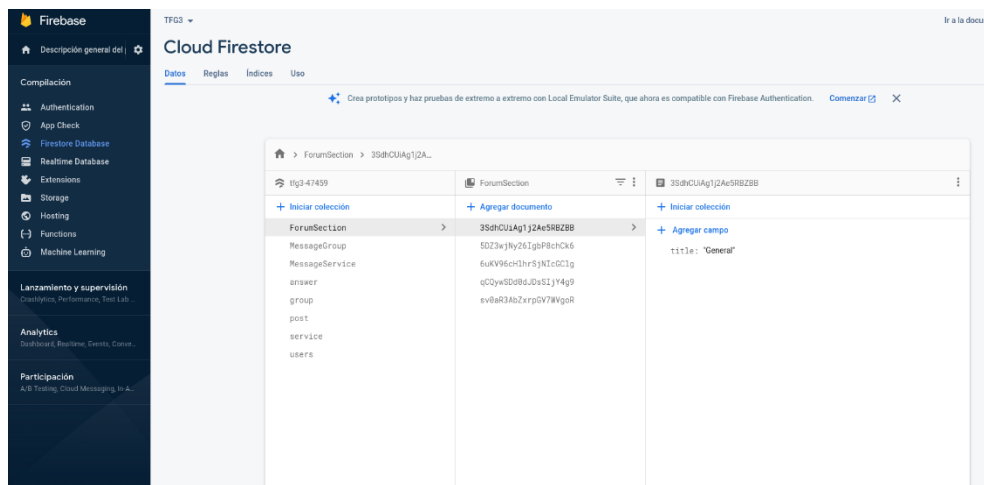 Firebase
Descripción general del
Compilación
Authentication
App Check
Firestore Database
Realtime Database
Extensions
Storage
Hosting
Functions
Machine Learning
Lanzamiento y supervisión
Crashlytics, Performance, Test Lab ...
Analytics
Dashboard, Realtime, Events, Conve...
Participación
A/B Testing, Cloud Messaging, In-A...
TFG3
Ir a la docu
Cloud Firestore
Datos Reglas Índices Uso
Crea prototipos y haz pruebas de extremo a extremo con Local Emulator Suite, que ahora es compatible con Firebase Authentication. Comenzar
ForumSection > 3SdhCUiAg1j2A...
tfg3-47459
+ Iniciar colección
ForumSection
MessageGroup
MessageService
answer
group
post
service
users
ForumSection
+ Agregar documento
3SdhCUiAg1j2Ae5RBZBB
5DZ3wjNy26IgbP8chCk6
6uKV96cHlhrSjNIcGClg
qCQywSDd0dJDsSIjY4g9
sv0aR3AbZxrpGV7WVgoR
3SdhCUiAg1j2Ae5RBZBB
+ Iniciar colección
+ Agregar campo
title: "General"